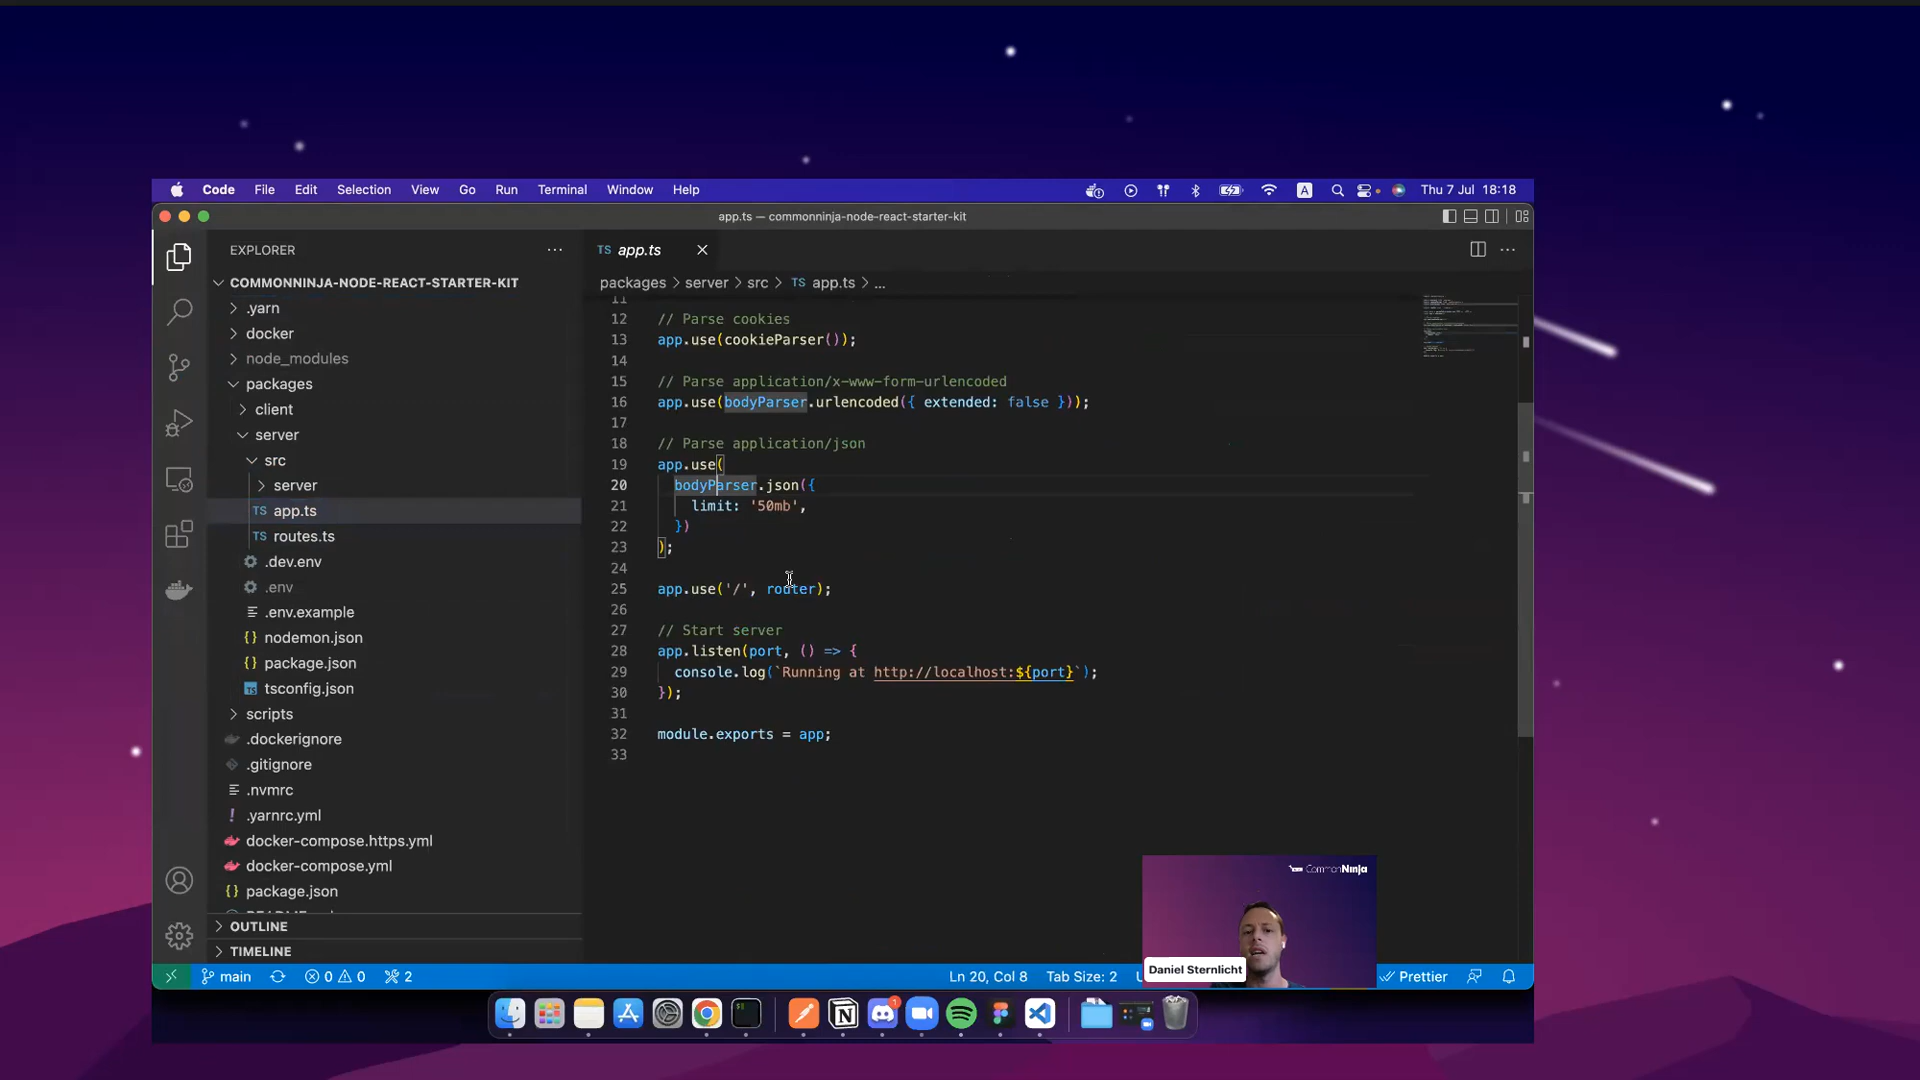 Code File Edit Selection View Go Run Terminal Window Help
A
Thu 7 Jul 18:18
app.ts — commonninja-node-react-starter-kit
EXPLORER
COMMONNINJA-NODE-REACT-STARTER-KIT
.yarn
docker
node_modules
packages
client
server
src
server
TS app.ts
TS routes.ts
.dev.env
.env
.env.example
{} nodemon.json
{} package.json
tsconfig.json
scripts
.dockerignore
.gitignore
.nvmrc
! .yarnrc.yml
docker-compose.https.yml
docker-compose.yml
package.json
OUTLINE
TIMELINE
TS app.ts
packages > server > src > TS app.ts > ...
11
12 // Parse cookies
13 app.use(cookieParser());
14
15 // Parse application/x-www-form-urlencoded
16 app.use(bodyParser.urlencoded({ extended: false }));
17
18 // Parse application/json
19 app.use(
20 bodyParser.json({
21 limit: '50mb',
22 })
23 );
24
25 app.use('/', router);
26
27 // Start server
28 app.listen(port, () => {
29 console.log(`Running at http://localhost:${port}`);
30 });
31
32 module.exports = app;
33
CommonNinja
Daniel Sternlicht
main 0 0 2
Ln 20, Col 8 Tab Size: 2 Prettier
1